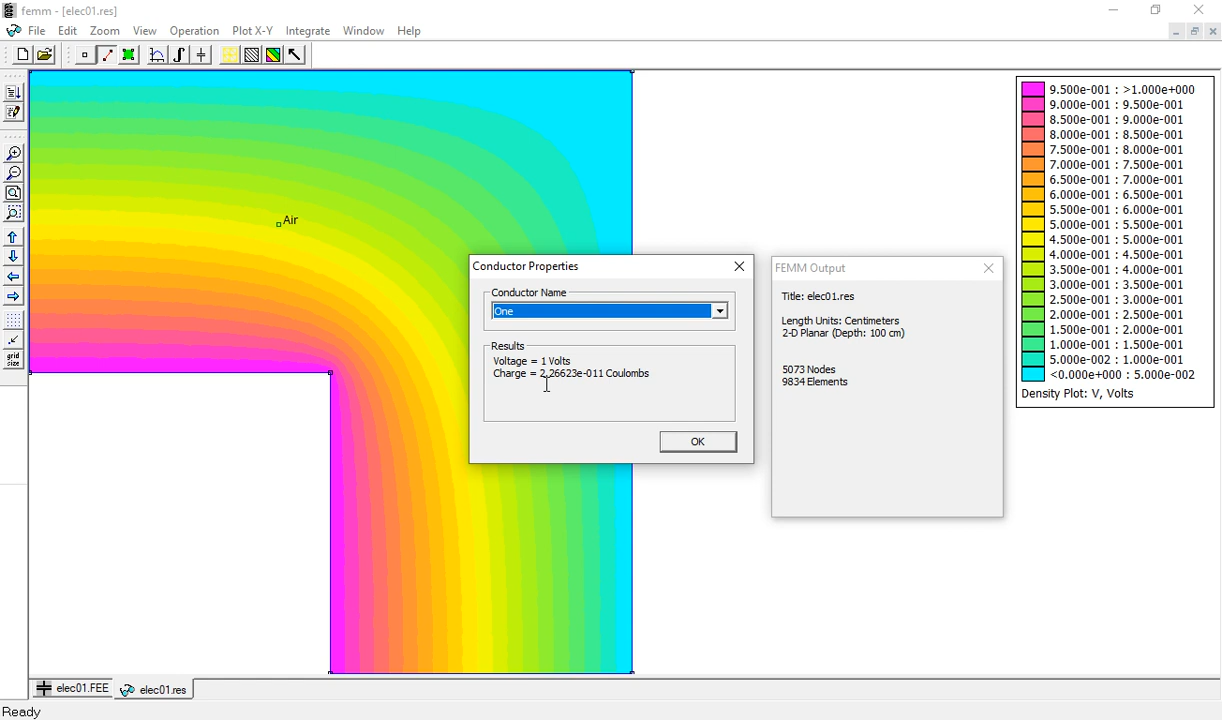 femm - [elec01.res]
File Edit Zoom View Operation Plot X-Y Integrate Window Help
Air
Conductor Properties
Conductor Name
One
Results
Voltage = 1 Volts
Charge = 2.26623e-011 Coulombs
OK
FEMM Output
Title: elec01.res
Length Units: Centimeters
2-D Planar (Depth: 100 cm)
5073 Nodes
9834 Elements
9.500e-001 : >1.000e+000
9.000e-001 : 9.500e-001
8.500e-001 : 9.000e-001
8.000e-001 : 8.500e-001
7.500e-001 : 8.000e-001
7.000e-001 : 7.500e-001
6.500e-001 : 7.000e-001
6.000e-001 : 6.500e-001
5.500e-001 : 6.000e-001
5.000e-001 : 5.500e-001
4.500e-001 : 5.000e-001
4.000e-001 : 4.500e-001
3.500e-001 : 4.000e-001
3.000e-001 : 3.500e-001
2.500e-001 : 3.000e-001
2.000e-001 : 2.500e-001
1.500e-001 : 2.000e-001
1.000e-001 : 1.500e-001
5.000e-002 : 1.000e-001
<0.000e+000 : 5.000e-002
Density Plot: V, Volts
grid
size
elec01.FEE
elec01.res
Ready